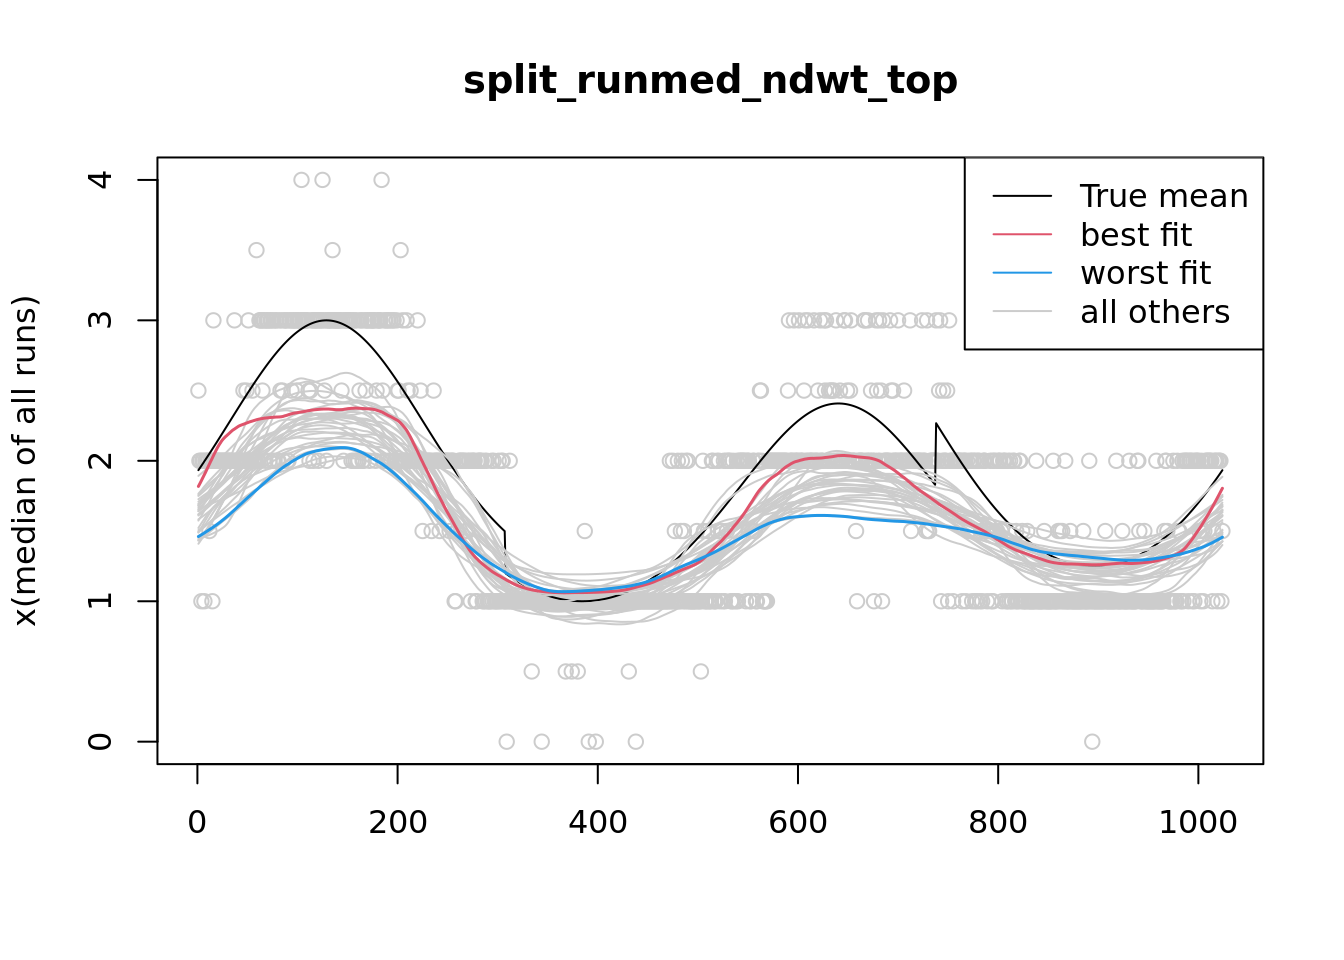 split_runmed_ndwt_top
x(median of all runs)
4
3
2
1
0
True mean
best fit
worst fit
all others
0 200 400 600 800 1000